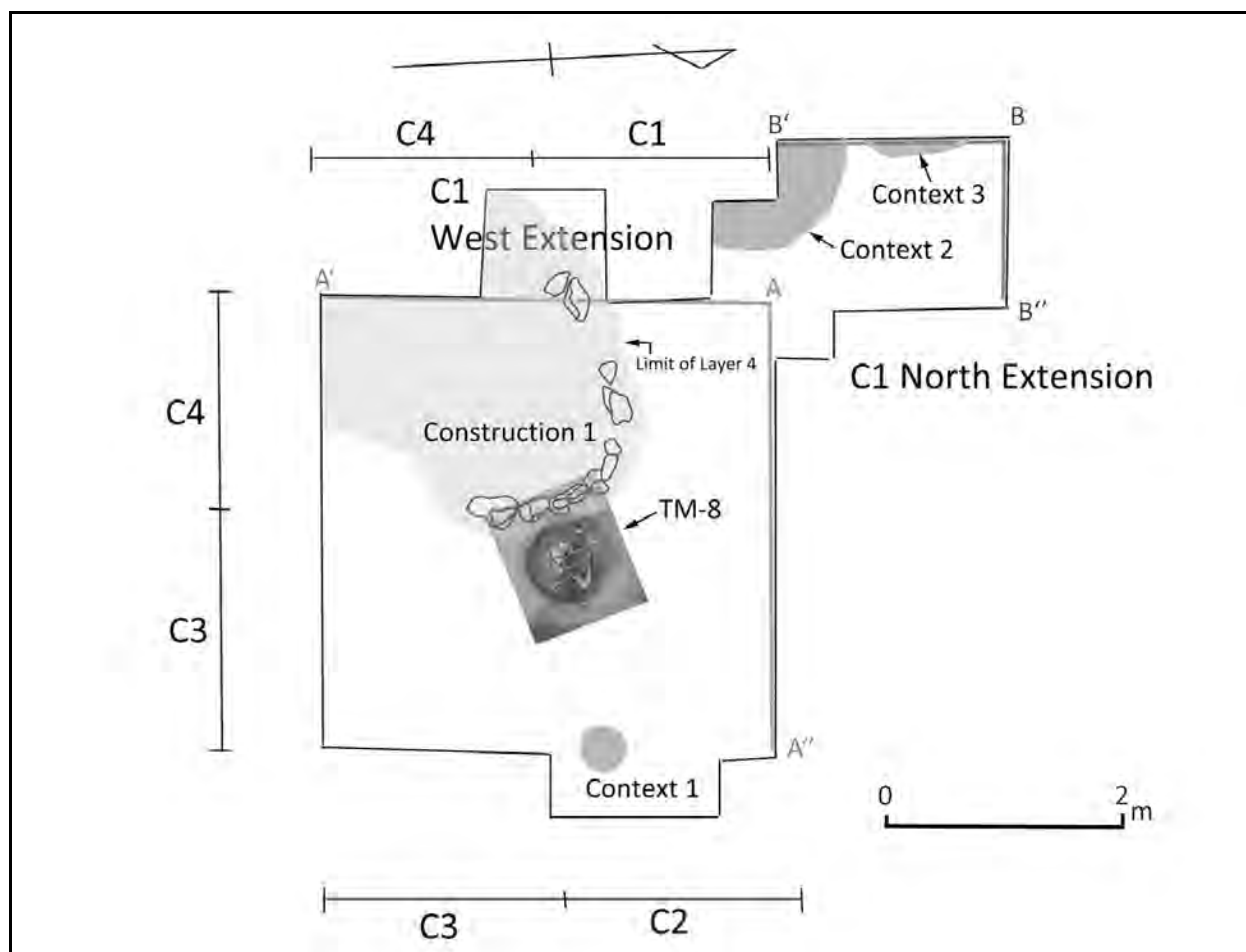 C4
C1
B'
B
C1
West Extension
Context 3
Context 2
A'
A
B''
Limit of Layer 4
C1 North Extension
C4
Construction 1
TM-8
C3
A''
Context 1
0
2
m
C3
C2